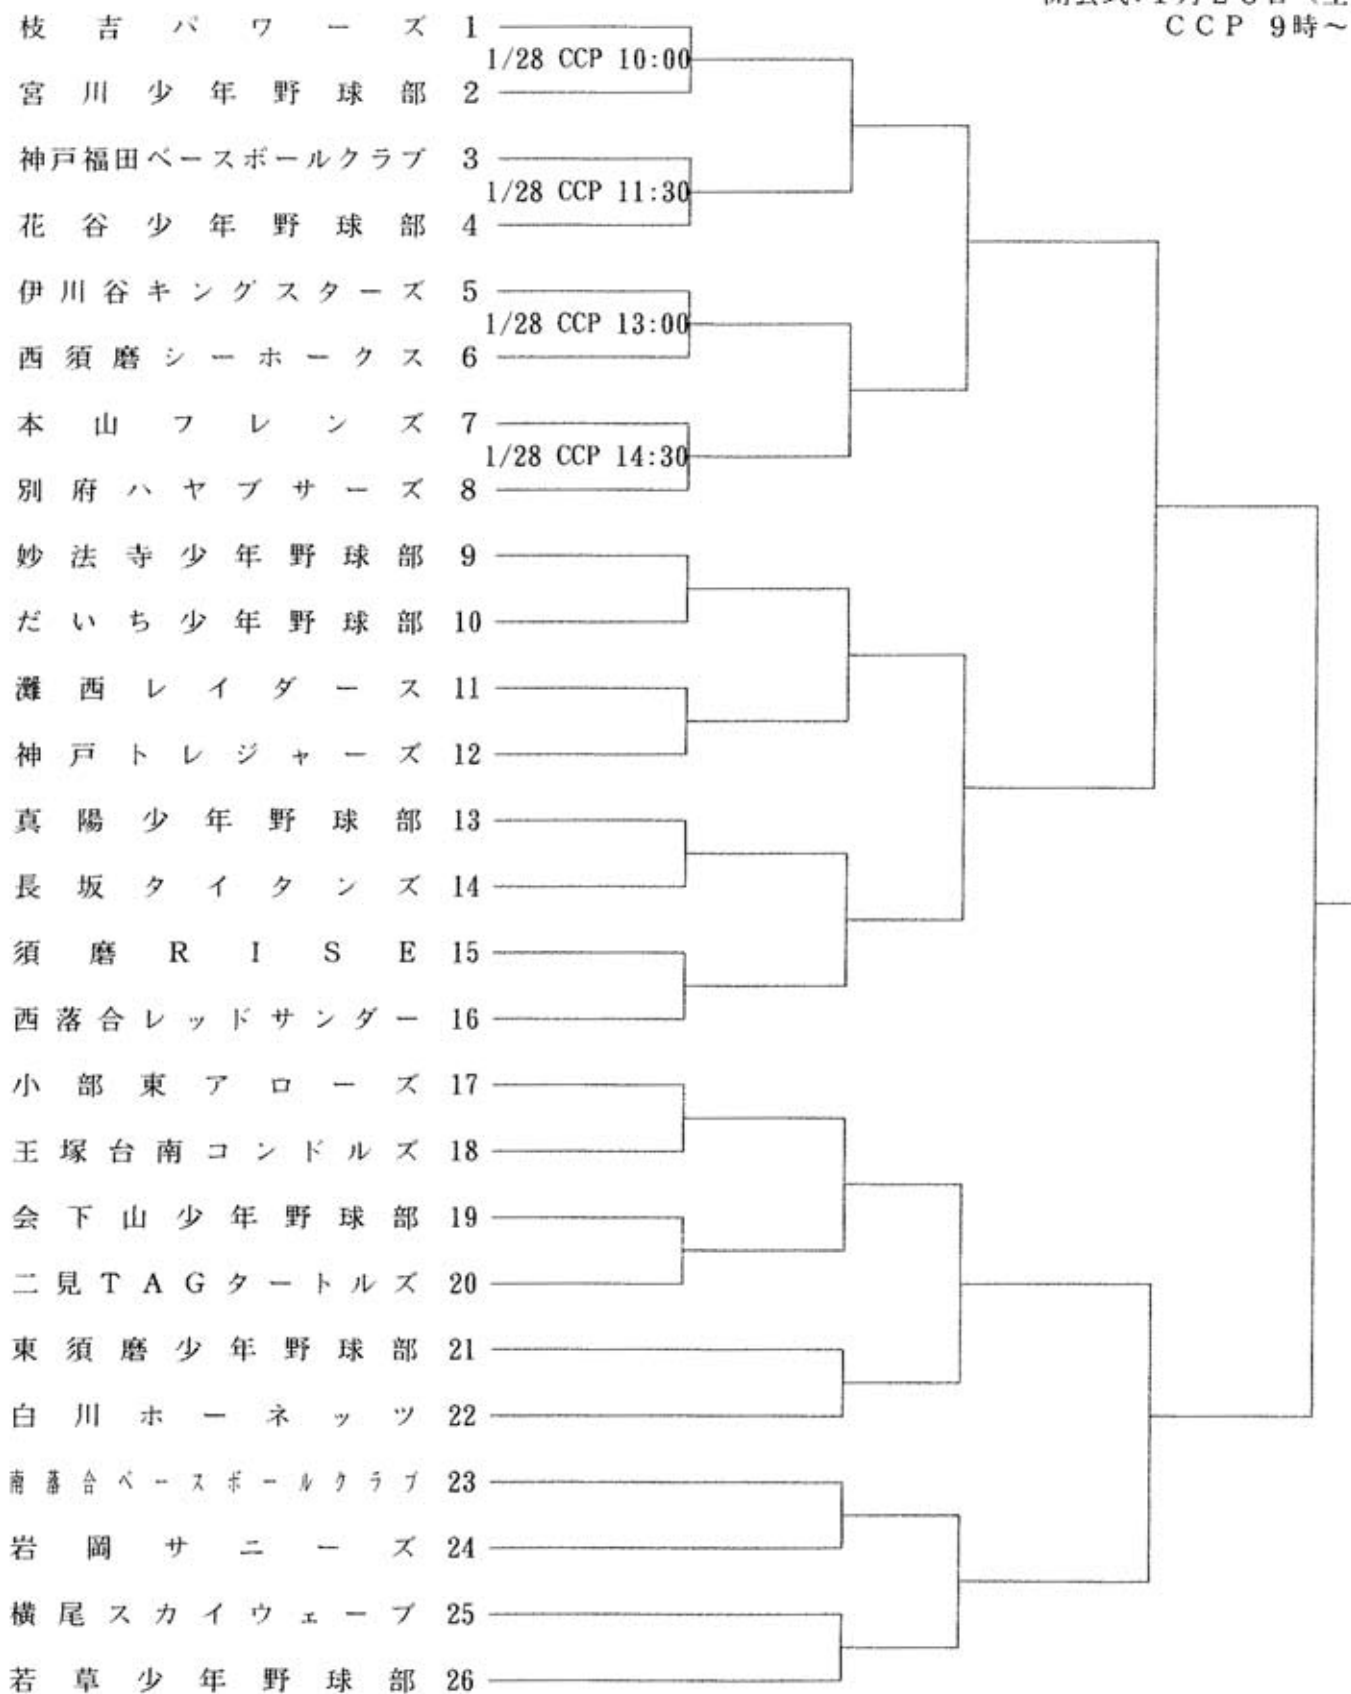 CCP 9時～
枝吉パワーズ 1
1/28 CCP 10:00
宮川少年野球部 2
神戸福田ベースボールクラブ 3
1/28 CCP 11:30
花谷少年野球部 4
伊川谷キングスターズ 5
1/28 CCP 13:00
西須磨シーホークス 6
本山フレンズ 7
1/28 CCP 14:30
別府ハヤブサーズ 8
妙法寺少年野球部 9
だいち少年野球部 10
灘西レイダース 11
神戸トレジャーズ 12
真陽少年野球部 13
長坂タイタンズ 14
須磨RISE 15
西落合レッドサンダー 16
小部東アローズ 17
王塚台南コンドルズ 18
会下山少年野球部 19
二見TAGタートルズ 20
東須磨少年野球部 21
白川ホーネッツ 22
南落合ベースボールクラブ 23
岩岡サニーズ 24
横尾スカイウェーブ 25
若草少年野球部 26